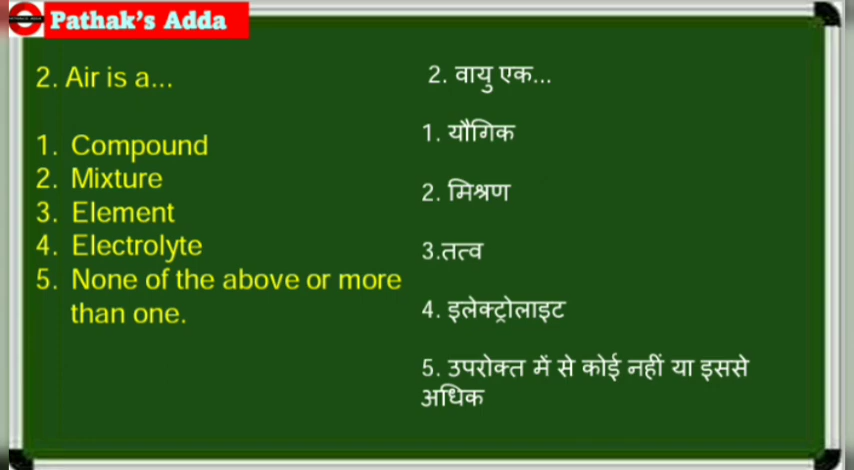 Pathak's Adda
2. Air is a...
1. Compound
2. Mixture
3. Element
4. Electrolyte
5. None of the above or more
than one.
2. वायु एक...
1. यौगिक
2. मिश्रण
3.तत्व
4. इलेक्ट्रोलाइट
5. उपरोक्त में से कोई नहीं या इससे
अधिक